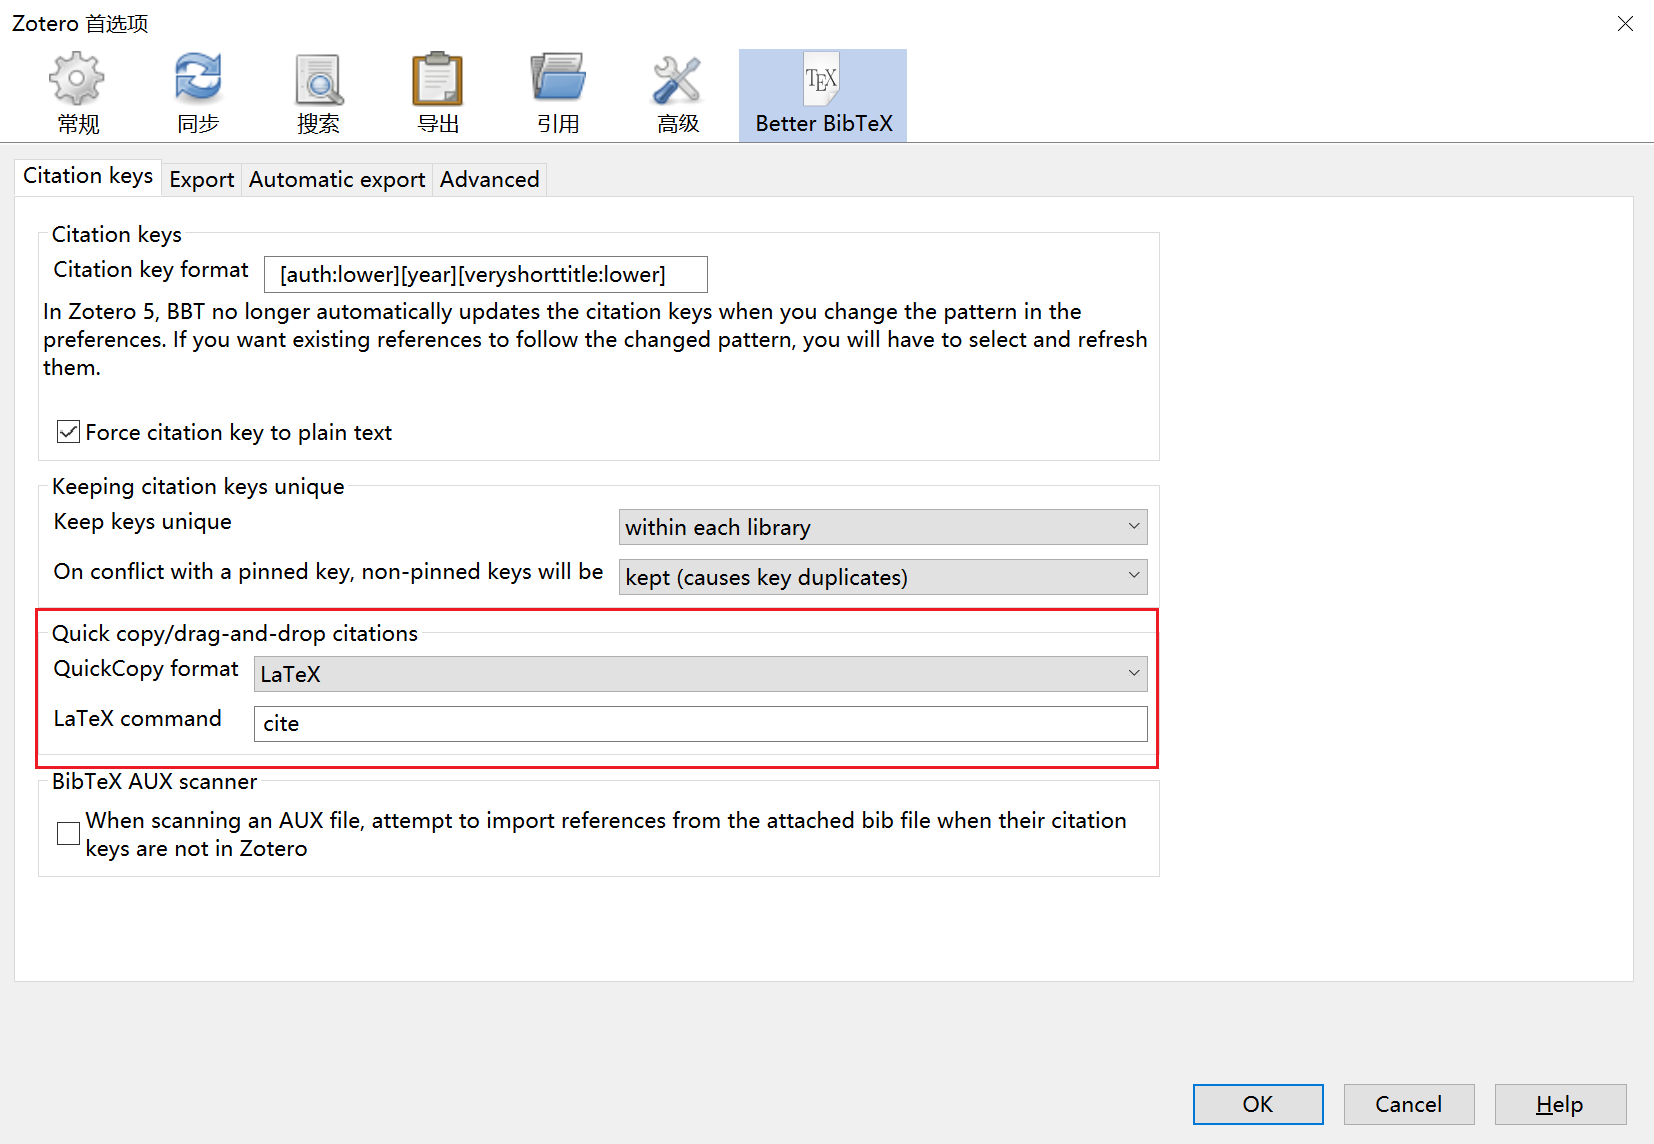 Zotero 首选项
常规
同步
搜索
导出
引用
高级
TEX
Better BibTeX
Citation keys
Export
Automatic export
Advanced
Citation keys
Citation key format
[auth:lower][year][veryshorttitle:lower]
In Zotero 5, BBT no longer automatically updates the citation keys when you change the pattern in the
preferences. If you want existing references to follow the changed pattern, you will have to select and refresh
them.
Force citation key to plain text
Keeping citation keys unique
Keep keys unique
within each library
On conflict with a pinned key, non-pinned keys will be
kept (causes key duplicates)
Quick copy/drag-and-drop citations
QuickCopy format
LaTeX
LaTeX command
cite
BibTeX AUX scanner
When scanning an AUX file, attempt to import references from the attached bib file when their citation
keys are not in Zotero
OK
Cancel
Help